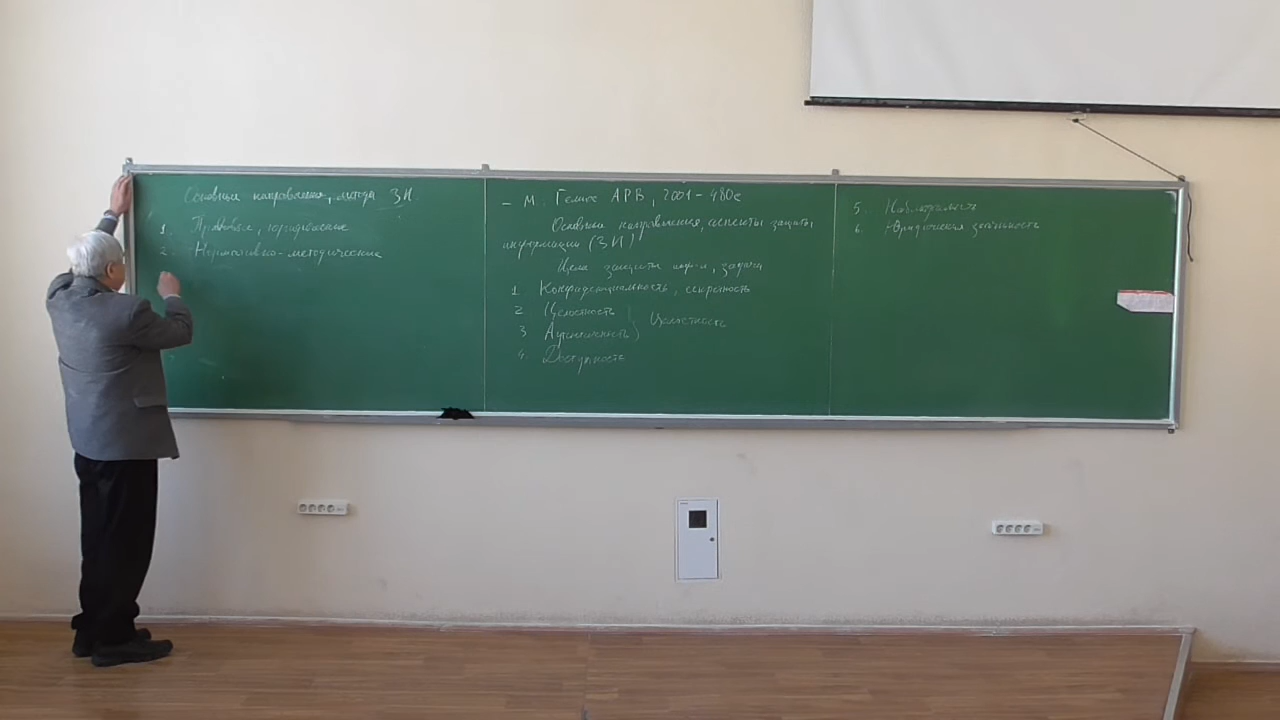 Основные направления, методы ЗИ
1. Правовые, юридические
2. Нормативно-методические
– М. Гелиос АРВ, 2001 – 480с
Основные направления, аспекты защиты
информации (ЗИ)
Цели защиты инф-и, задачи
1 Конфиденциальность, секретность
2 Целостность
3 Аутентичность) Целостность
4. Доступность
5. Наблюдаемость
6. Юридическая